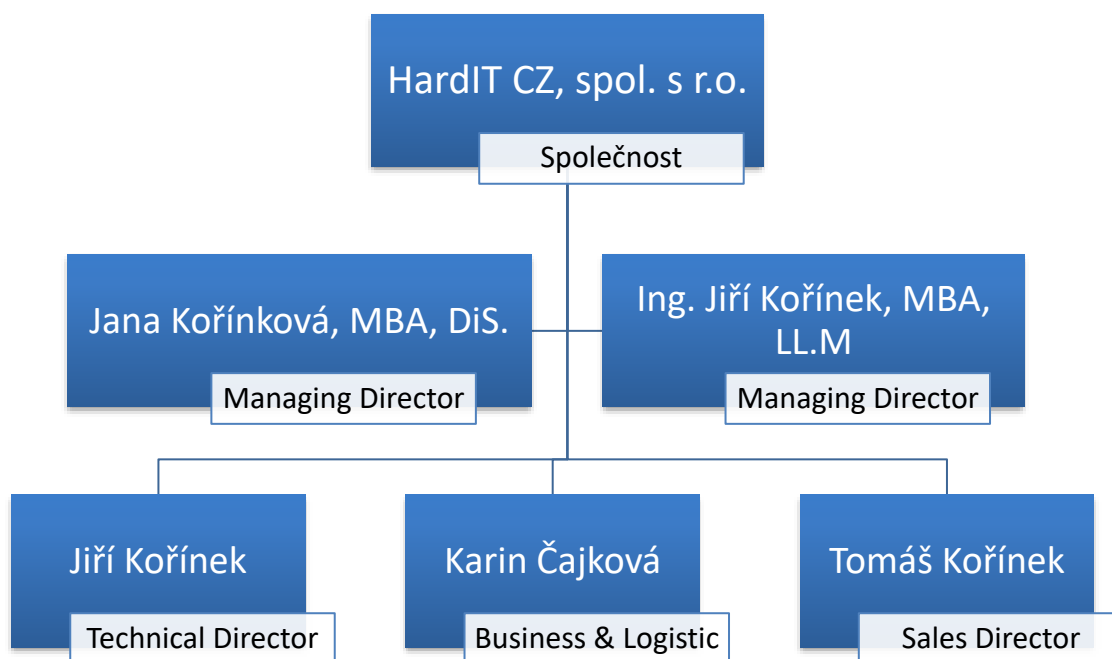 HardIT CZ, spol. s r.o.
Společnost
Jana Kořínková, MBA, DiS.
Managing Director
Ing. Jiří Kořínek, MBA,
LL.M
Managing Director
Jiří Kořínek
Technical Director
Karin Čajková
Business & Logistic
Tomáš Kořínek
Sales Director